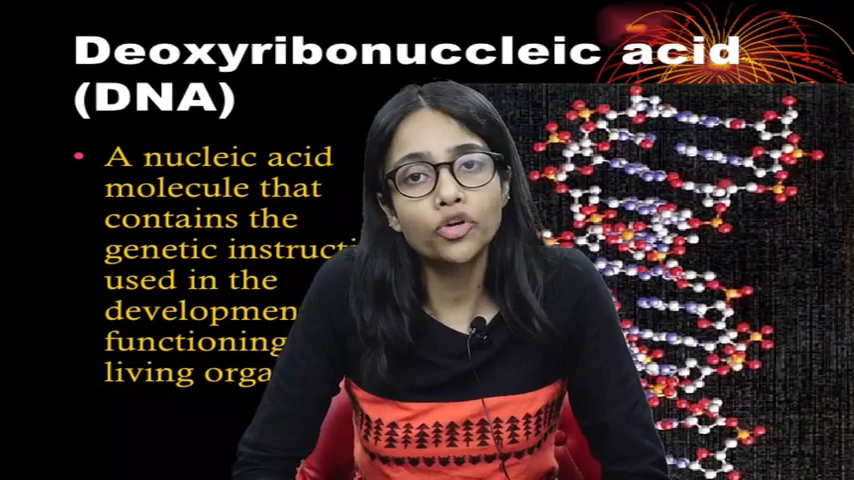 Deoxyribonuccleic acid
(DNA)
• A nucleic acid
molecule that
contains the
genetic
used in the
functioning
living